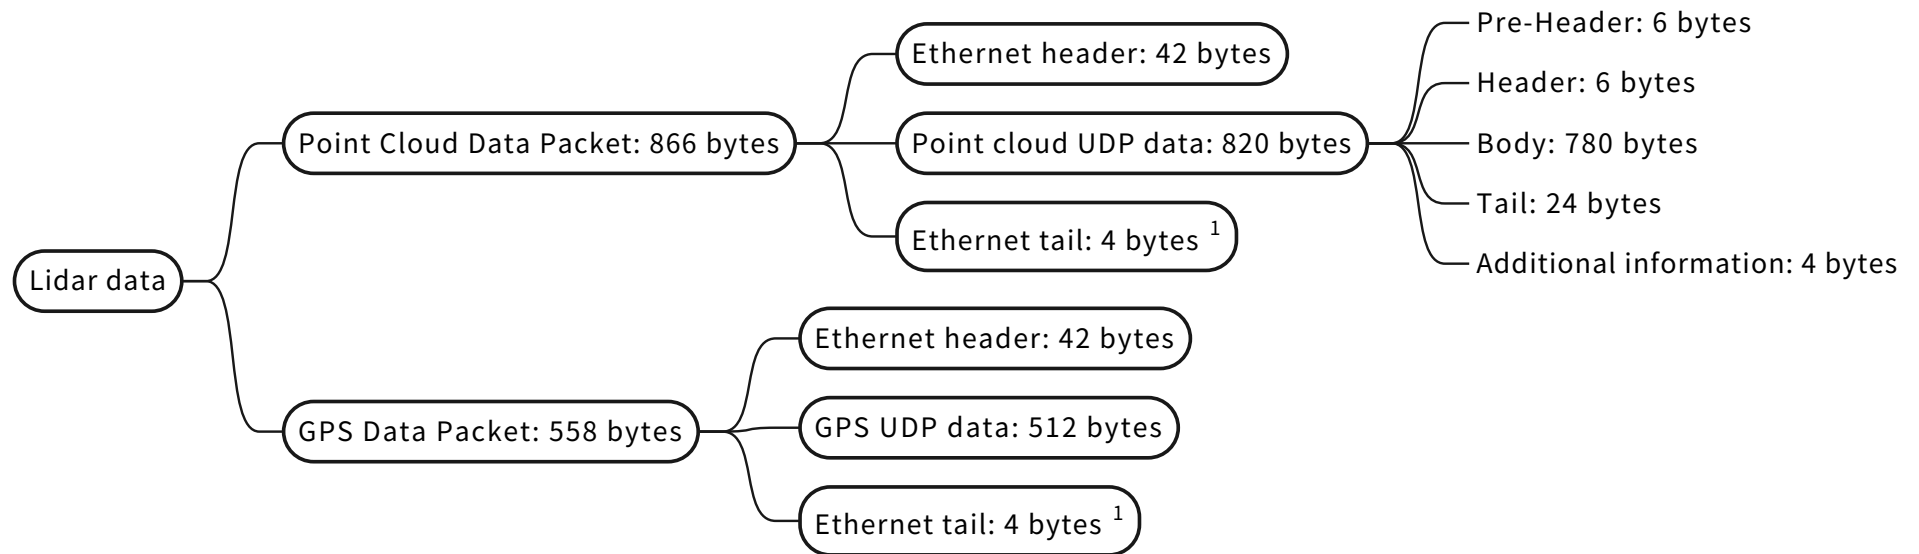 Lidar data
Point Cloud Data Packet: 866 bytes
Ethernet header: 42 bytes
Point cloud UDP data: 820 bytes
Pre-Header: 6 bytes
Header: 6 bytes
Body: 780 bytes
Tail: 24 bytes
Additional information: 4 bytes
Ethernet tail: 4 bytes 1
GPS Data Packet: 558 bytes
Ethernet header: 42 bytes
GPS UDP data: 512 bytes
Ethernet tail: 4 bytes 1